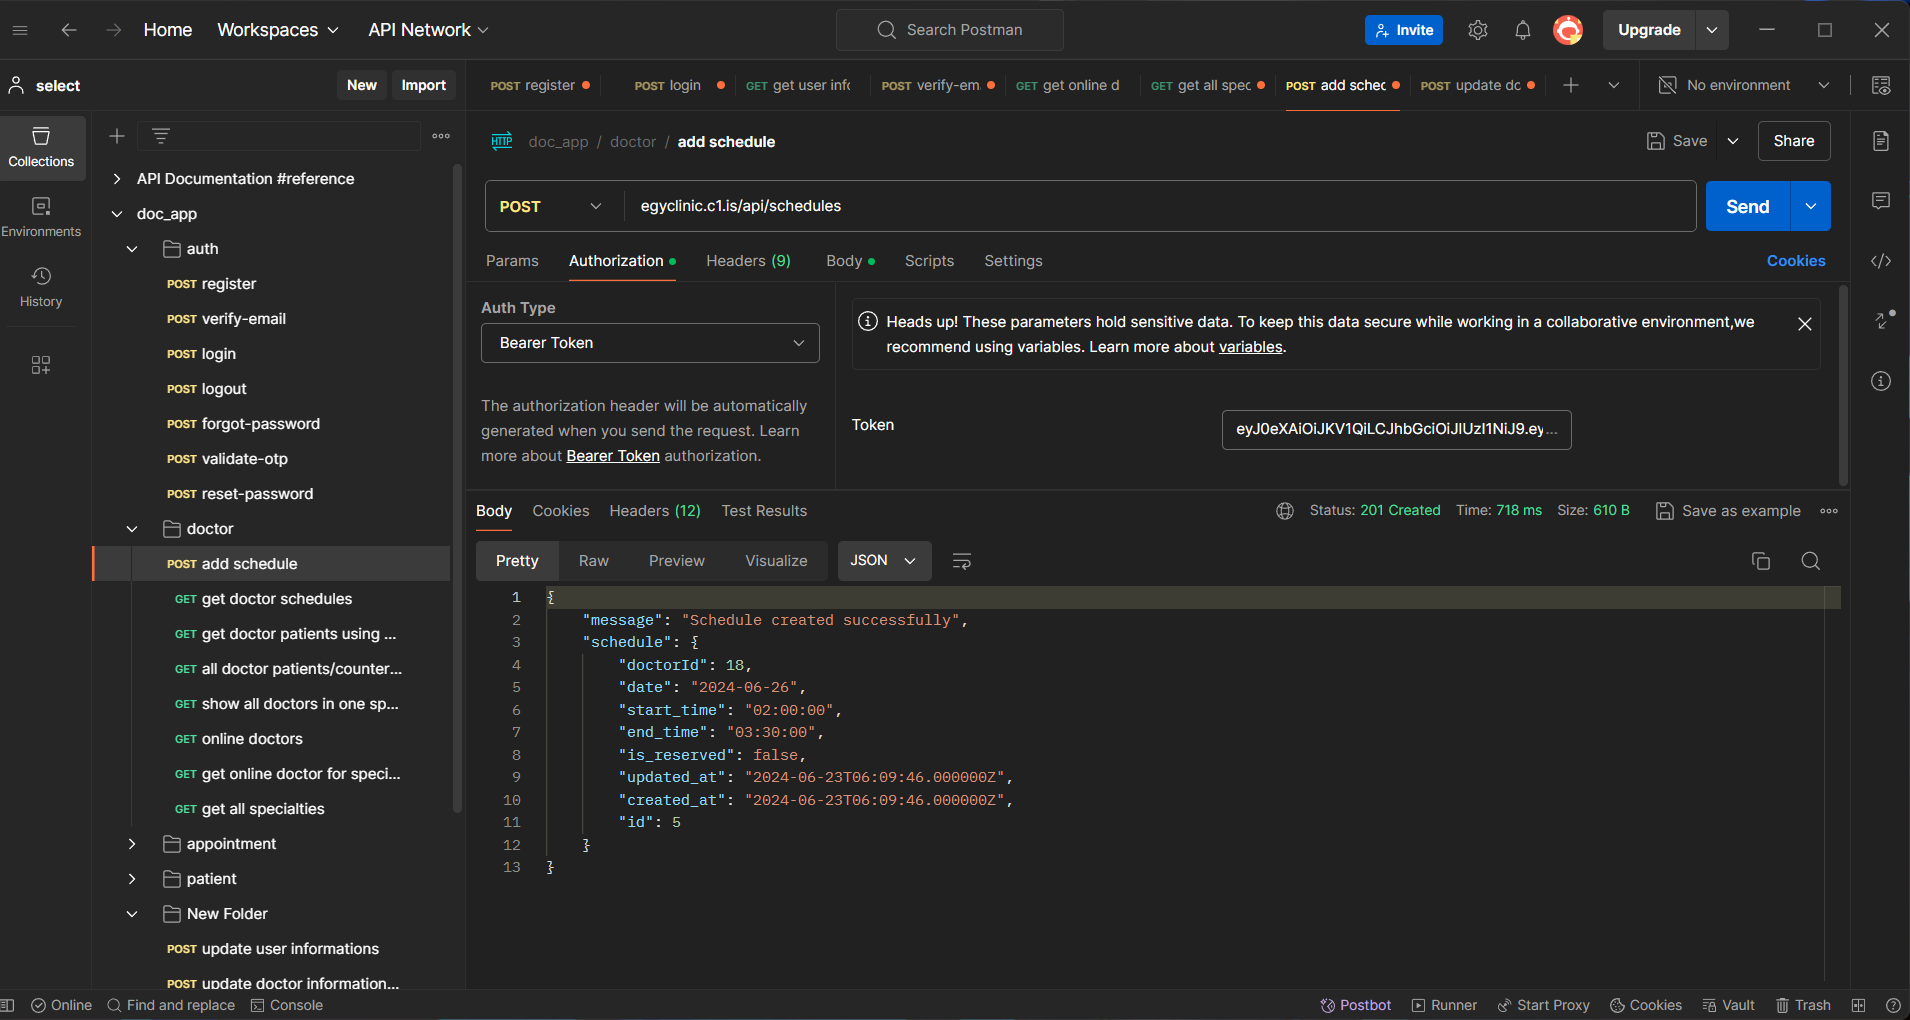 Home
Workspaces
API Network
Search Postman
Invite
Upgrade
select
New
Import
POST register
POST login
GET get user info
POST verify-em
GET get online d
GET get all spec
POST add sched
POST update do
No environment
Collections
Environments
History
API Documentation #reference
doc_app
auth
POST register
POST verify-email
POST login
POST logout
POST forgot-password
POST validate-otp
POST reset-password
doctor
POST add schedule
GET get doctor schedules
GET get doctor patients using ...
GET all doctor patients/counter...
GET show all doctors in one sp...
GET online doctors
GET get online doctor for speci...
GET get all specialties
appointment
patient
New Folder
POST update user informations
POST update doctor information...
HTTP doc_app / doctor / add schedule
Save
Share
POST
egyclinic.c1.is/api/schedules
Send
Params
Authorization
Headers (9)
Body
Scripts
Settings
Cookies
Auth Type
Bearer Token
The authorization header will be automatically
generated when you send the request. Learn
more about Bearer Token authorization.
Heads up! These parameters hold sensitive data. To keep this data secure while working in a collaborative environment,we
recommend using variables. Learn more about variables.
Token
eyJ0eXAiOiJKV1QiLCJhbGciOiJIUzI1NiJ9.ey...
Body
Cookies
Headers (12)
Test Results
Status: 201 Created
Time: 718 ms
Size: 610 B
Save as example
Pretty
Raw
Preview
Visualize
JSON
1 {
2 "message": "Schedule created successfully",
3 "schedule": {
4 "doctorId": 18,
5 "date": "2024-06-26",
6 "start_time": "02:00:00",
7 "end_time": "03:30:00",
8 "is_reserved": false,
9 "updated_at": "2024-06-23T06:09:46.000000Z",
10 "created_at": "2024-06-23T06:09:46.000000Z",
11 "id": 5
12 }
13 }
Online
Find and replace
Console
Postbot
Runner
Start Proxy
Cookies
Vault
Trash